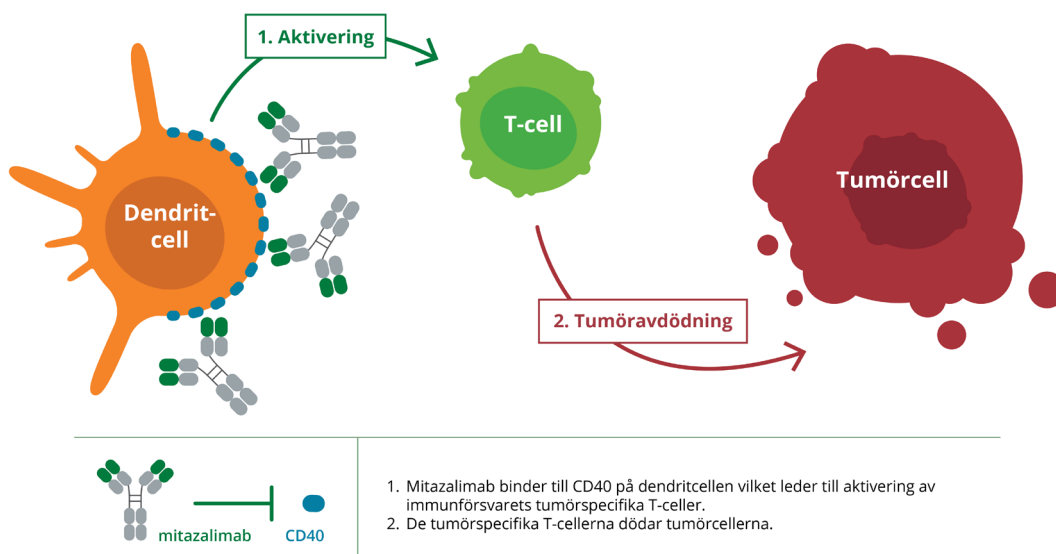 1. Aktivering
T-cell
Tumörcell
Dendrit-
cell
2. Tumöravdödning
mitazalimab
CD40
1. Mitazalimab binder till CD40 på dendritcellen vilket leder till aktivering av
immunförsvarets tumörspecifika T-celler.
2. De tumörspecifika T-cellerna dödar tumörcellerna.